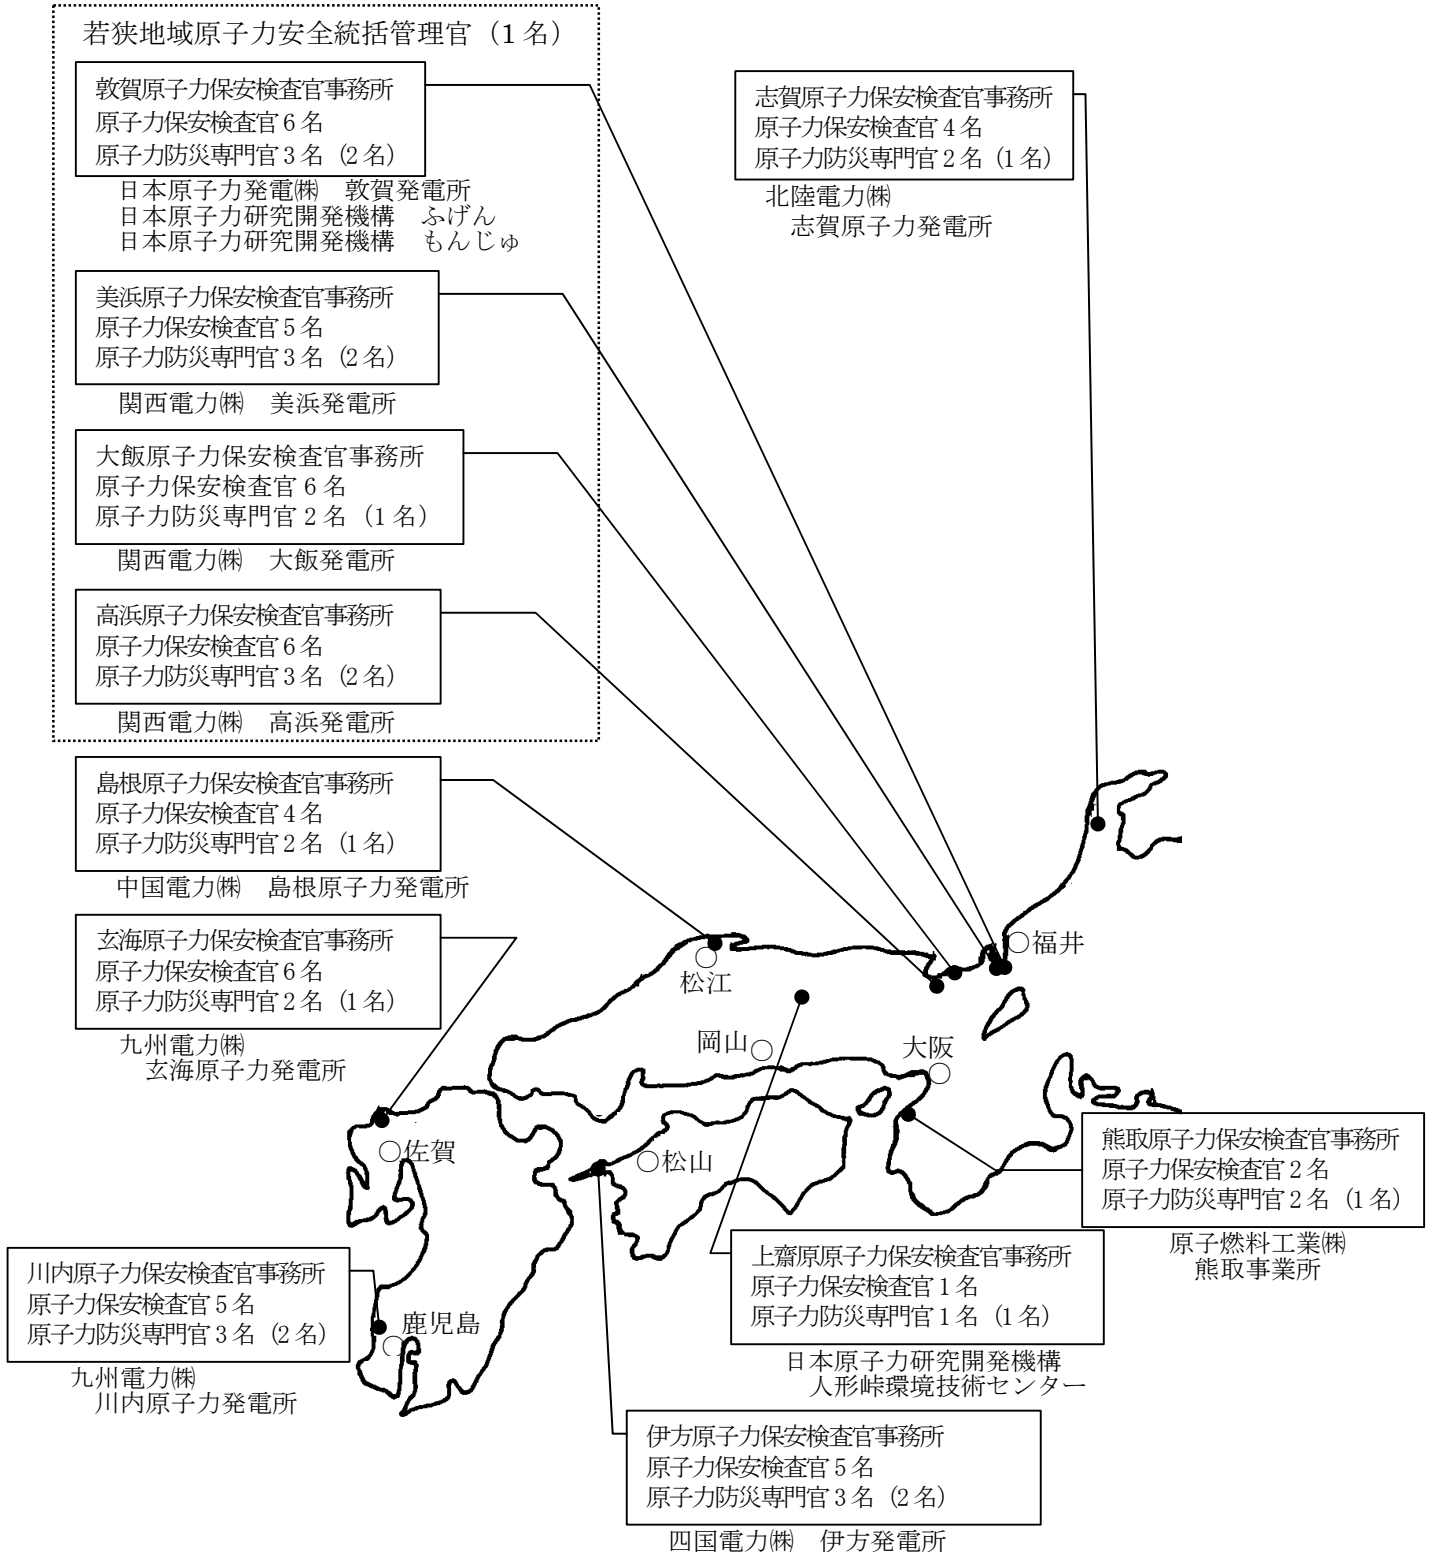 若狭地域原子力安全統括管理官（1 名）
敦賀原子力保安検査官事務所
原子力保安検査官 6 名
原子力防災専門官 3 名（2 名）
日本原子力発電㈱　敦賀発電所
日本原子力研究開発機構　ふげん
日本原子力研究開発機構　もんじゅ
美浜原子力保安検査官事務所
原子力保安検査官 5 名
原子力防災専門官 3 名（2 名）
関西電力㈱　美浜発電所
大飯原子力保安検査官事務所
原子力保安検査官 6 名
原子力防災専門官 2 名（1 名）
関西電力㈱　大飯発電所
高浜原子力保安検査官事務所
原子力保安検査官 6 名
原子力防災専門官 3 名（2 名）
関西電力㈱　高浜発電所
志賀原子力保安検査官事務所
原子力保安検査官 4 名
原子力防災専門官 2 名（1 名）
北陸電力㈱
志賀原子力発電所
島根原子力保安検査官事務所
原子力保安検査官 4 名
原子力防災専門官 2 名（1 名）
中国電力㈱　島根原子力発電所
玄海原子力保安検査官事務所
原子力保安検査官 6 名
原子力防災専門官 2 名（1 名）
九州電力㈱
玄海原子力発電所
○福井
○
松江
岡山○
大阪
○
○佐賀
○松山
熊取原子力保安検査官事務所
原子力保安検査官 2 名
原子力防災専門官 2 名（1 名）
原子燃料工業㈱
熊取事業所
上齋原原子力保安検査官事務所
原子力保安検査官 1 名
原子力防災専門官 1 名（1 名）
日本原子力研究開発機構
人形峠環境技術センター
川内原子力保安検査官事務所
原子力保安検査官 5 名
原子力防災専門官 3 名（2 名）
九州電力㈱
川内原子力発電所
鹿児島
○
伊方原子力保安検査官事務所
原子力保安検査官 5 名
原子力防災専門官 3 名（2 名）
四国電力㈱　伊方発電所